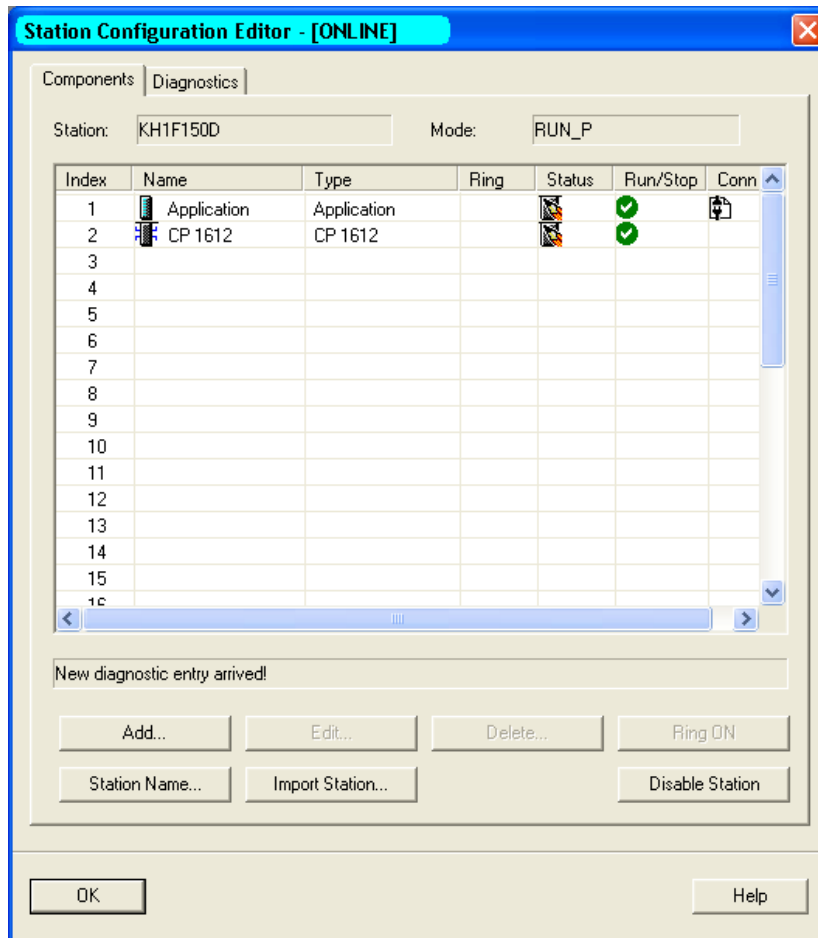 Station Configuration Editor - [ONLINE]
Components Diagnostics
Station: KH1F150D Mode: RUN_P
Index Name Type Ring Status Run/Stop Conn
1 Application Application
2 CP 1612 CP 1612
3
4
5
6
7
8
9
10
11
12
13
14
15
16
New diagnostic entry arrived!
Add... Edit... Delete... Ring ON
Station Name... Import Station... Disable Station
OK Help